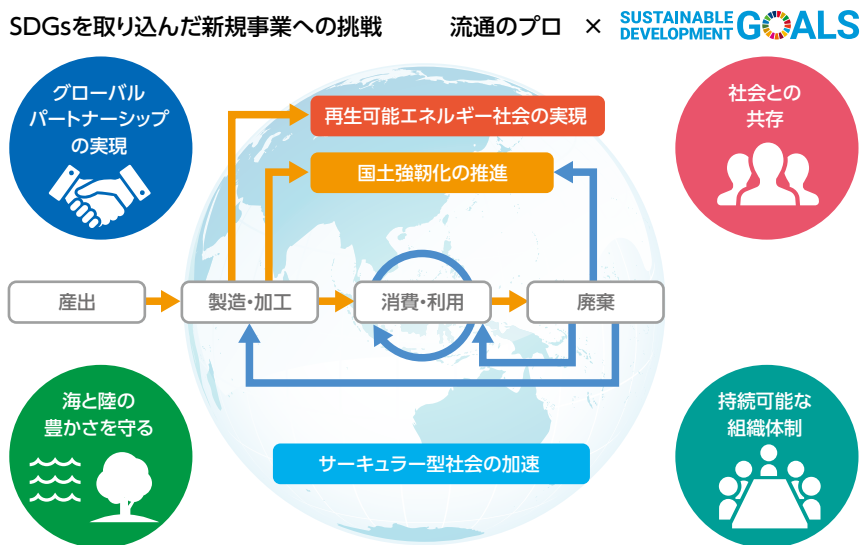 SDGsを取り込んだ新規事業への挑戦
流通のプロ ×
SUSTAINABLE
DEVELOPMENT GOALS
グローバル
パートナーシップ
の実現
再生可能エネルギー社会の実現
国土強靭化の推進
社会との
共存
産出
製造・加工
消費・利用
廃棄
海と陸の
豊かさを守る
サーキュラー型社会の加速
持続可能な
組織体制